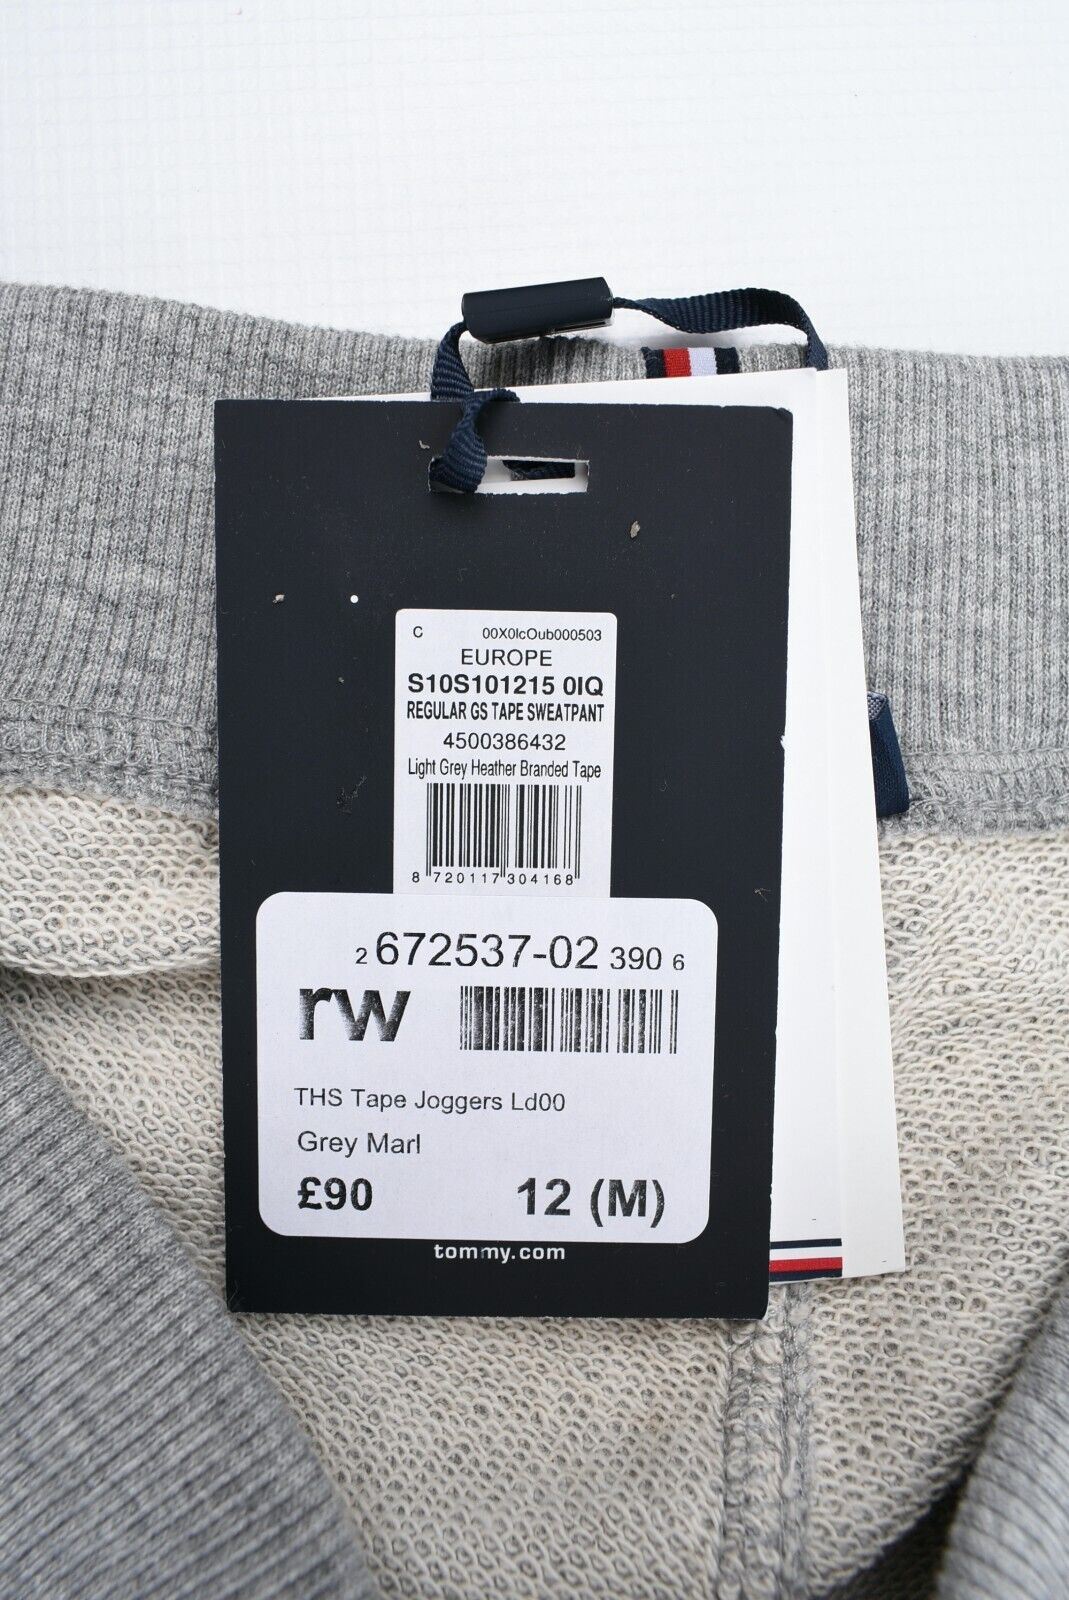 C 00X0IcOub000503
EUROPE
S10S101215 0IQ
REGULAR GS TAPE SWEATPANT
4500386432
Light Grey Heather Branded Tape
8 720117 304168
2 672537-02 390 6
rw
THS Tape Joggers Ld00
Grey Marl
£90 12 (M)
tommy.com